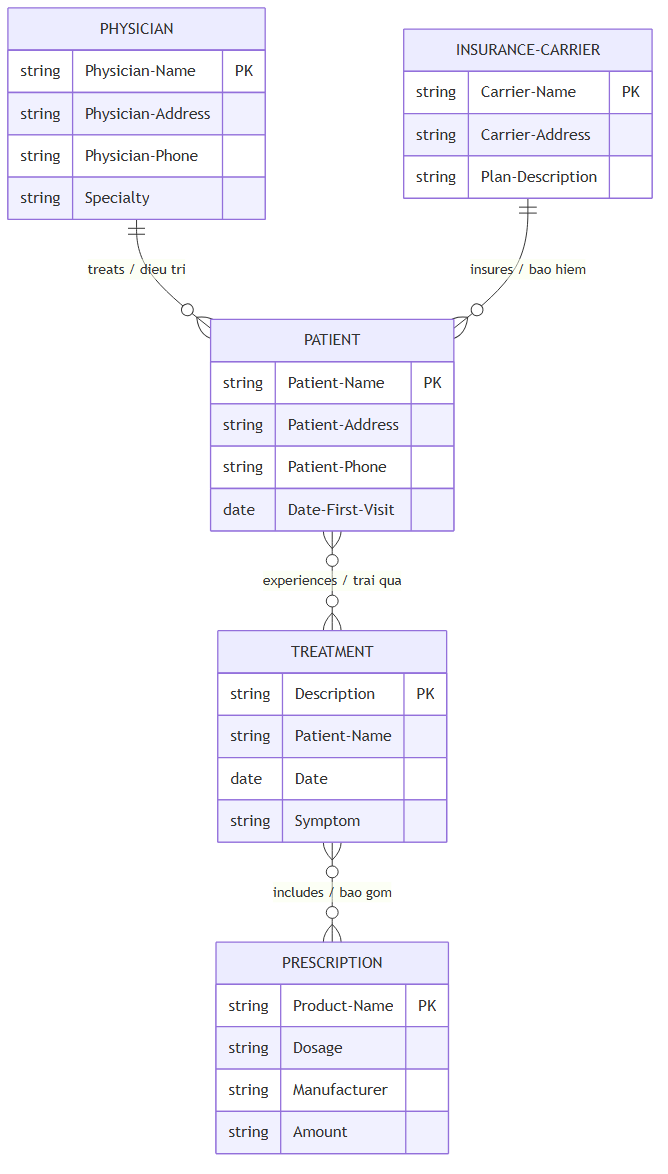 PHYSICIAN
string Physician-Name PK
string Physician-Address
string Physician-Phone
string Specialty
INSURANCE-CARRIER
string Carrier-Name PK
string Carrier-Address
string Plan-Description
treats / dieu tri
insures / bao hiem
PATIENT
string Patient-Name PK
string Patient-Address
string Patient-Phone
date Date-First-Visit
experiences / trai qua
TREATMENT
string Description PK
string Patient-Name
date Date
string Symptom
includes / bao gom
PRESCRIPTION
string Product-Name PK
string Dosage
string Manufacturer
string Amount